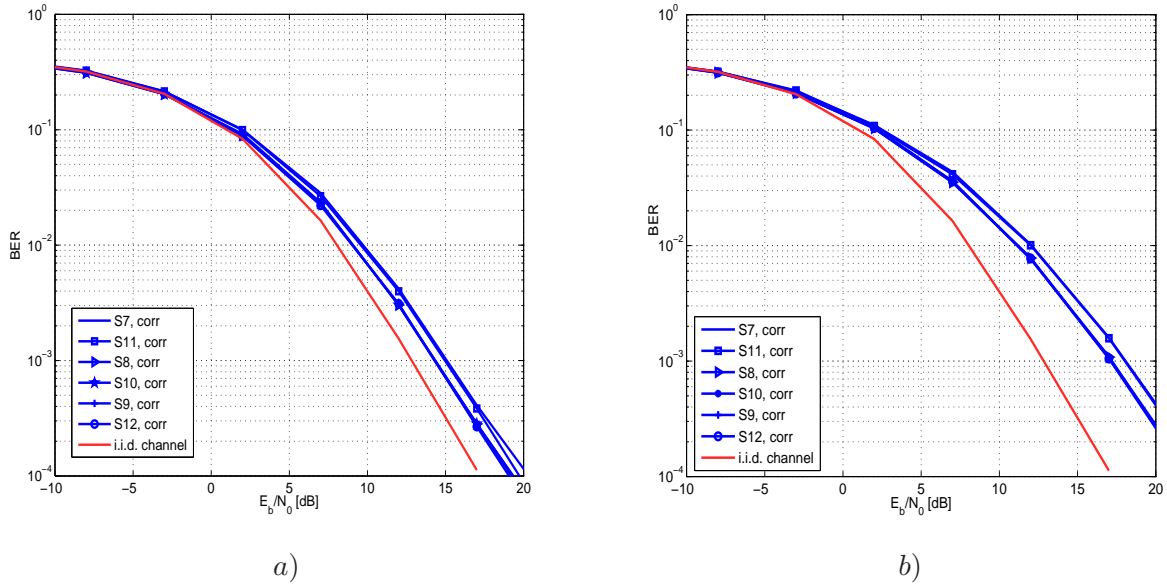 10^0
10^-1
10^-2
10^-3
10^-4
BER
S7, corr
S11, corr
S8, corr
S10, corr
S9, corr
S12, corr
i.i.d. channel
-10 -5 0 5 10 15 20
E_b/N_0 [dB]
a)
10^0
10^-1
10^-2
10^-3
10^-4
BER
S7, corr
S11, corr
S8, corr
S10, corr
S9, corr
S12, corr
i.i.d. channel
-10 -5 0 5 10 15 20
E_b/N_0 [dB]
b)